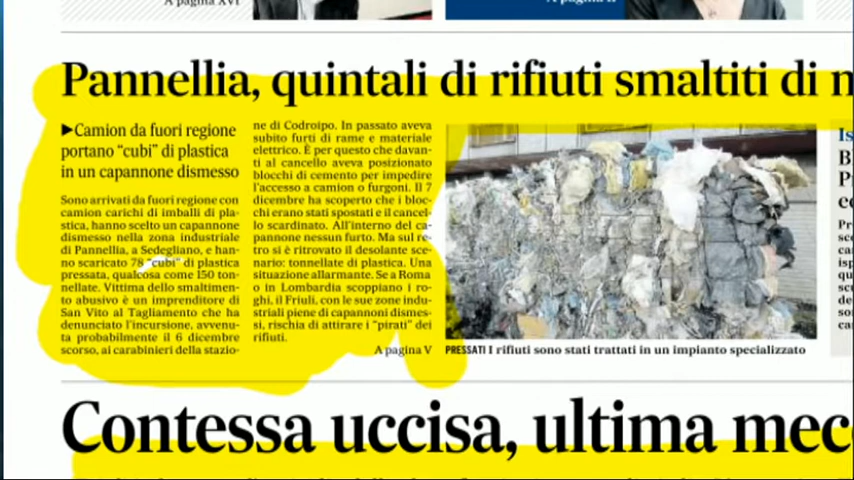 A pagina XVI
A pagina II
Pannellia, quintali di rifiuti smaltiti di
▶Camion da fuori regione
portano “cubi” di plastica
in un capannone dismesso
Sono arrivati da fuori regione con
camion carichi di imballi di pla-
stica, hanno scelto un capannone
dismesso nella zona industriale
di Pannellia, a Sedegliano, e han-
no scaricato 78 “cubi” di plastica
pressata, qualcosa come 150 ton-
nellate. Vittima dello smaltimen-
to abusivo è un imprenditore di
San Vito al Tagliamento che ha
denunciato l'incursione, avvenu-
ta probabilmente il 6 dicembre
scorso, ai carabinieri della stazio-
ne di Codroipo. In passato aveva
subito furti di rame e materiale
elettrico. È per questo che davan-
ti al cancello aveva posizionato
blocchi di cemento per impedire
l'accesso a camion o furgoni. Il 7
dicembre ha scoperto che i bloc-
chi erano stati spostati e il cancel-
lo scardinato. All'interno del ca-
pannone nessun furto. Ma sul re-
tro si è ritrovato il desolante sce-
nario: tonnellate di plastica. Una
situazione allarmante. Se a Roma
o in Lombardia scoppiano i ro-
ghi, il Friuli, con le sue zone indu-
striali piene di capannoni dismes-
si, rischia di attirare i “pirati” dei
rifiuti.
A pagina V
PRESSATI I rifiuti sono stati trattati in un impianto specializzato
Contessa uccisa, ultima